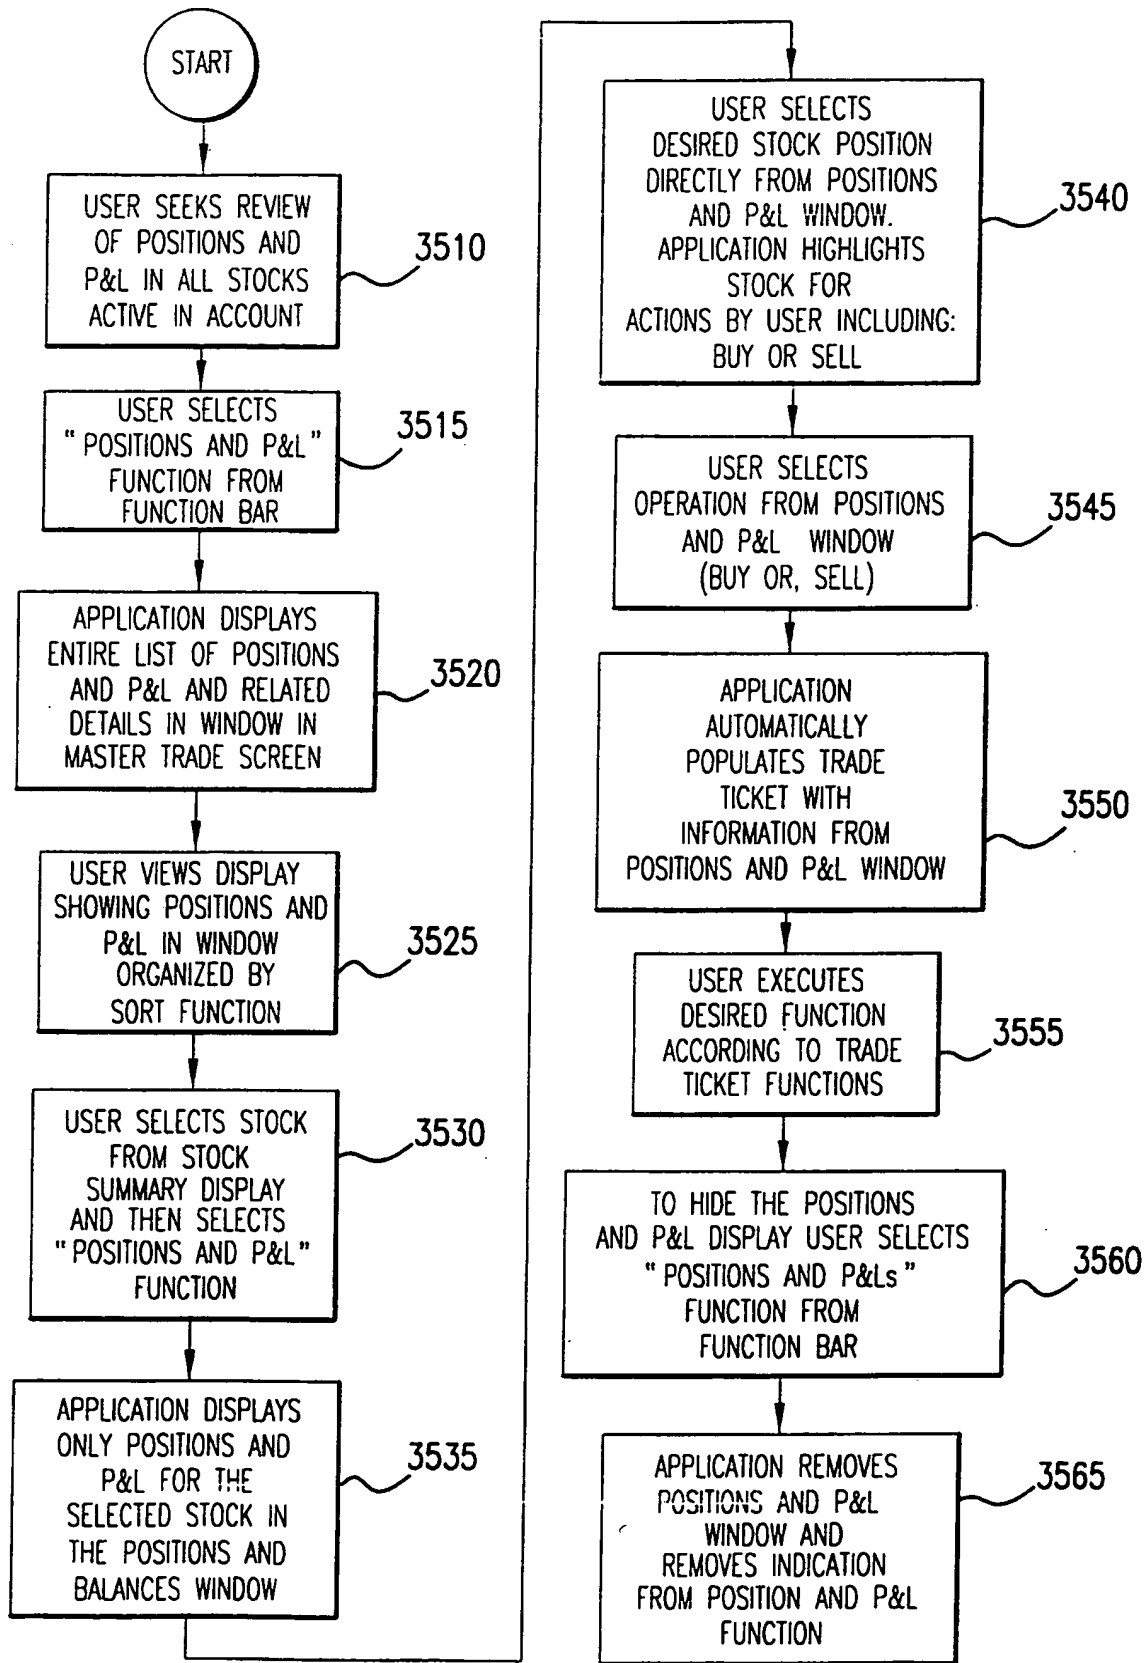 START
USER SEEKS REVIEW
OF POSITIONS AND
P&L IN ALL STOCKS
ACTIVE IN ACCOUNT
3510
USER SELECTS
"POSITIONS AND P&L"
FUNCTION FROM
FUNCTION BAR
3515
APPLICATION DISPLAYS
ENTIRE LIST OF POSITIONS
AND P&L AND RELATED
DETAILS IN WINDOW IN
MASTER TRADE SCREEN
3520
USER VIEWS DISPLAY
SHOWING POSITIONS AND
P&L IN WINDOW
ORGANIZED BY
SORT FUNCTION
3525
USER SELECTS STOCK
FROM STOCK
SUMMARY DISPLAY
AND THEN SELECTS
"POSITIONS AND P&L"
FUNCTION
3530
APPLICATION DISPLAYS
ONLY POSITIONS AND
P&L FOR THE
SELECTED STOCK IN
THE POSITIONS AND
BALANCES WINDOW
3535
USER SELECTS
DESIRED STOCK POSITION
DIRECTLY FROM POSITIONS
AND P&L WINDOW.
APPLICATION HIGHLIGHTS
STOCK FOR
ACTIONS BY USER INCLUDING:
BUY OR SELL
3540
USER SELECTS
OPERATION FROM POSITIONS
AND P&L WINDOW
(BUY OR, SELL)
3545
APPLICATION
AUTOMATICALLY
POPULATES TRADE
TICKET WITH
INFORMATION FROM
POSITIONS AND P&L WINDOW
3550
USER EXECUTES
DESIRED FUNCTION
ACCORDING TO TRADE
TICKET FUNCTIONS
3555
TO HIDE THE POSITIONS
AND P&L DISPLAY USER SELECTS
"POSITIONS AND P&Ls"
FUNCTION FROM
FUNCTION BAR
3560
APPLICATION REMOVES
POSITIONS AND P&L
WINDOW AND
REMOVES INDICATION
FROM POSITION AND P&L
FUNCTION
3565